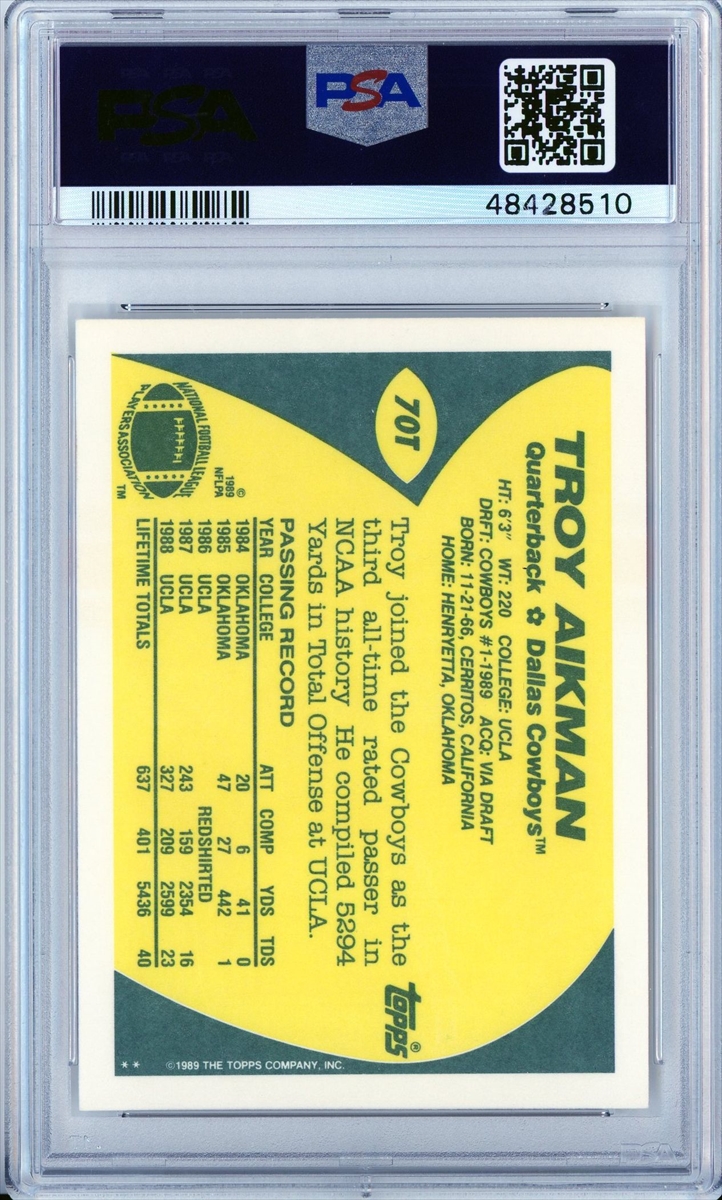 PSA
PSA
48428510
70T
TROY AIKMAN
Quarterback ✿ Dallas Cowboys™
HT: 6'3" WT: 220 COLLEGE: UCLA
DRFT: COWBOYS #1-1989 ACQ: VIA DRAFT
BORN: 11-21-66, CERRITOS, CALIFORNIA
HOME: HENRYETTA, OKLAHOMA
Troy joined the Cowboys as the
third all-time rated passer in
NCAA history He compiled 5294
Yards in Total Offense at UCLA.
PASSING RECORD
YEAR COLLEGE ATT COMP YDS TDS
1984 OKLAHOMA 20 6 41 0
1985 OKLAHOMA 47 27 442 1
1986 UCLA REDSHIRTED
1987 UCLA 243 159 2354 16
1988 UCLA 327 209 2599 23
LIFETIME TOTALS 637 401 5436 40
NATIONAL FOOTBALL LEAGUE
PLAYERS ASSOCIATION
™
©
1989
NFLPA
topps®
** ©1989 THE TOPPS COMPANY, INC.
PSA